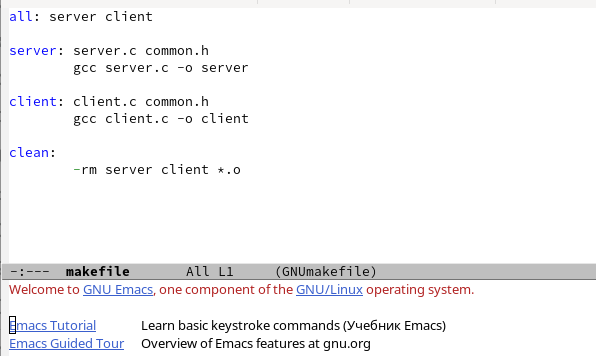 all: server client
server: server.c common.h
gcc server.c -o server
client: client.c common.h
gcc client.c -o client
clean:
-rm server client *.o
-:--- makefile All L1 (GNUmakefile)
Welcome to GNU Emacs, one component of the GNU/Linux operating system.
Emacs Tutorial Learn basic keystroke commands (Учебник Emacs)
Emacs Guided Tour Overview of Emacs features at gnu.org